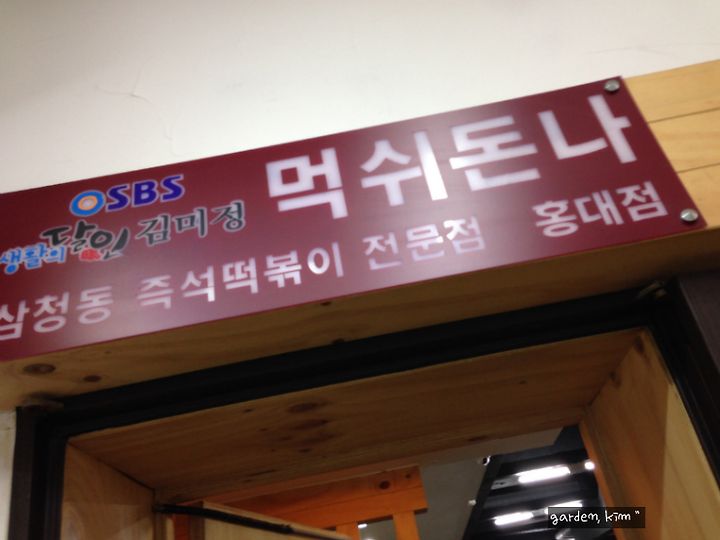 SBS
생활의 달인 김미정
먹쉬돈나
삼청동 즉석떡볶이 전문점 홍대점
garden, kim "